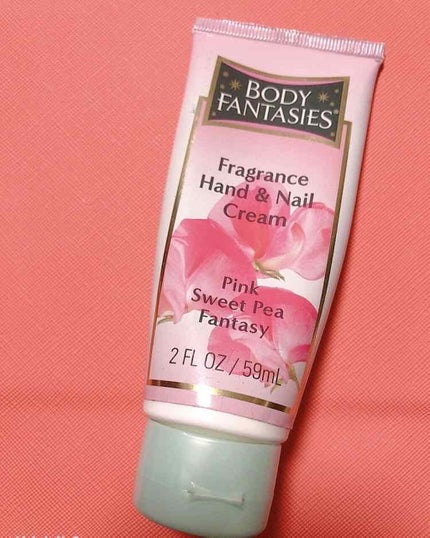 BODY
FANTASIES
Fragrance
Hand & Nail
Cream
Pink
Sweet Pea
Fantasy
2 FL OZ / 59mL